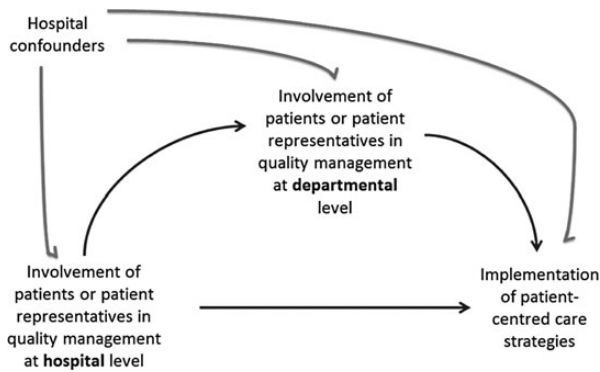 Hospital
confounders
Involvement of
patients or patient
representatives in
quality management
at departmental
level
Involvement of
patients or patient
representatives in
quality management
at hospital level
Implementation
of patient-
centred care
strategies